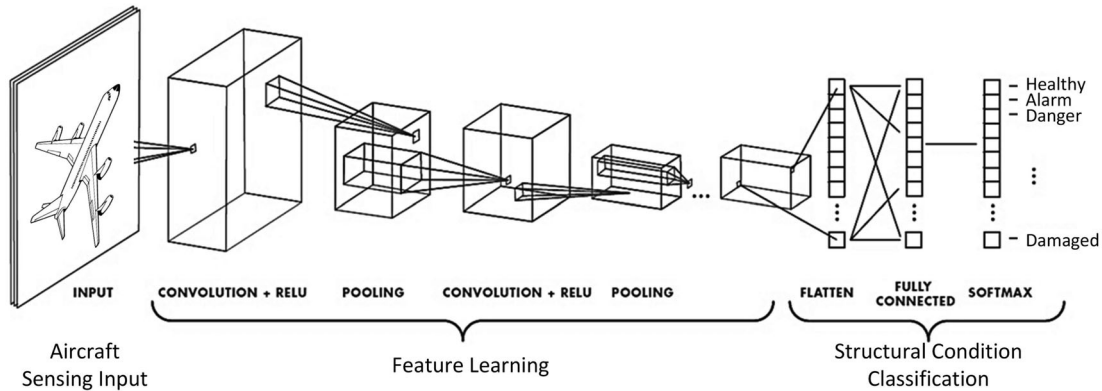 Healthy
Alarm
Danger
Damaged
INPUT
CONVOLUTION + RELU
POOLING
CONVOLUTION + RELU
POOLING
FLATTEN
FULLY
CONNECTED
SOFTMAX
Aircraft
Sensing Input
Feature Learning
Structural Condition
Classification